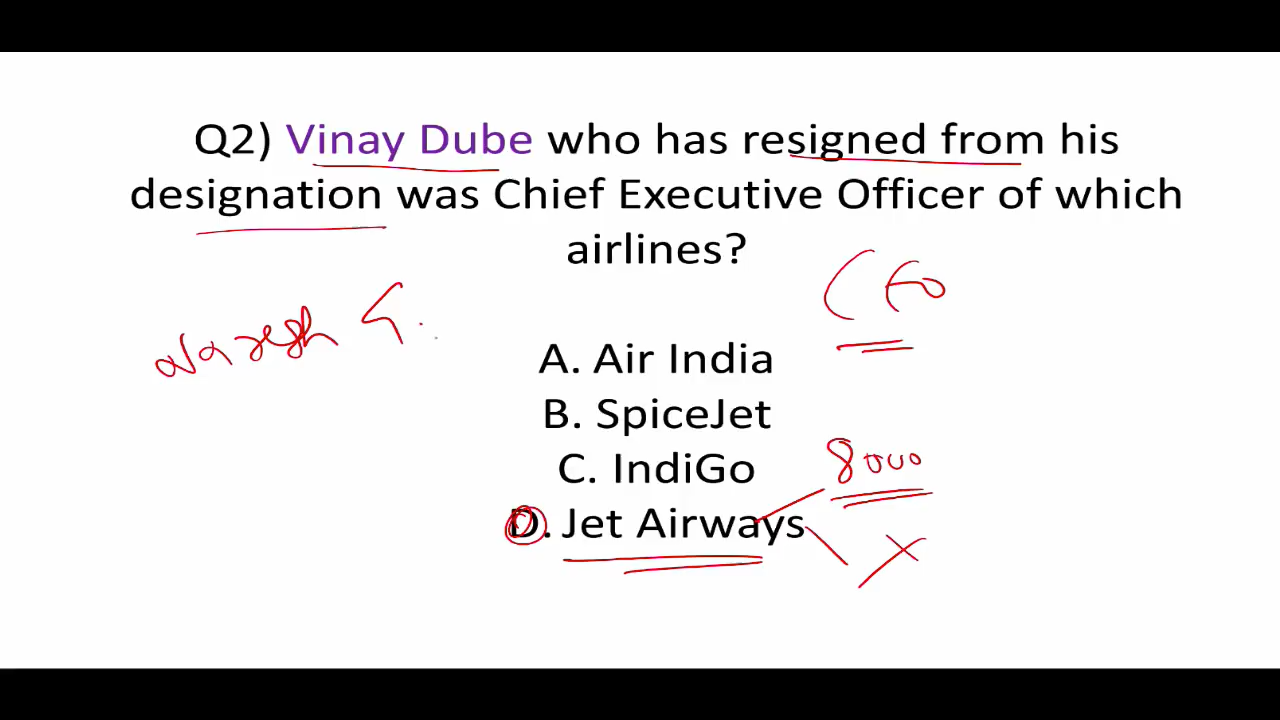 Q2) Vinay Dube who has resigned from his
designation was Chief Executive Officer of which
airlines?
Naresh G.
CFO
A. Air India
B. SpiceJet
C. IndiGo
8000
D. Jet Airways
X